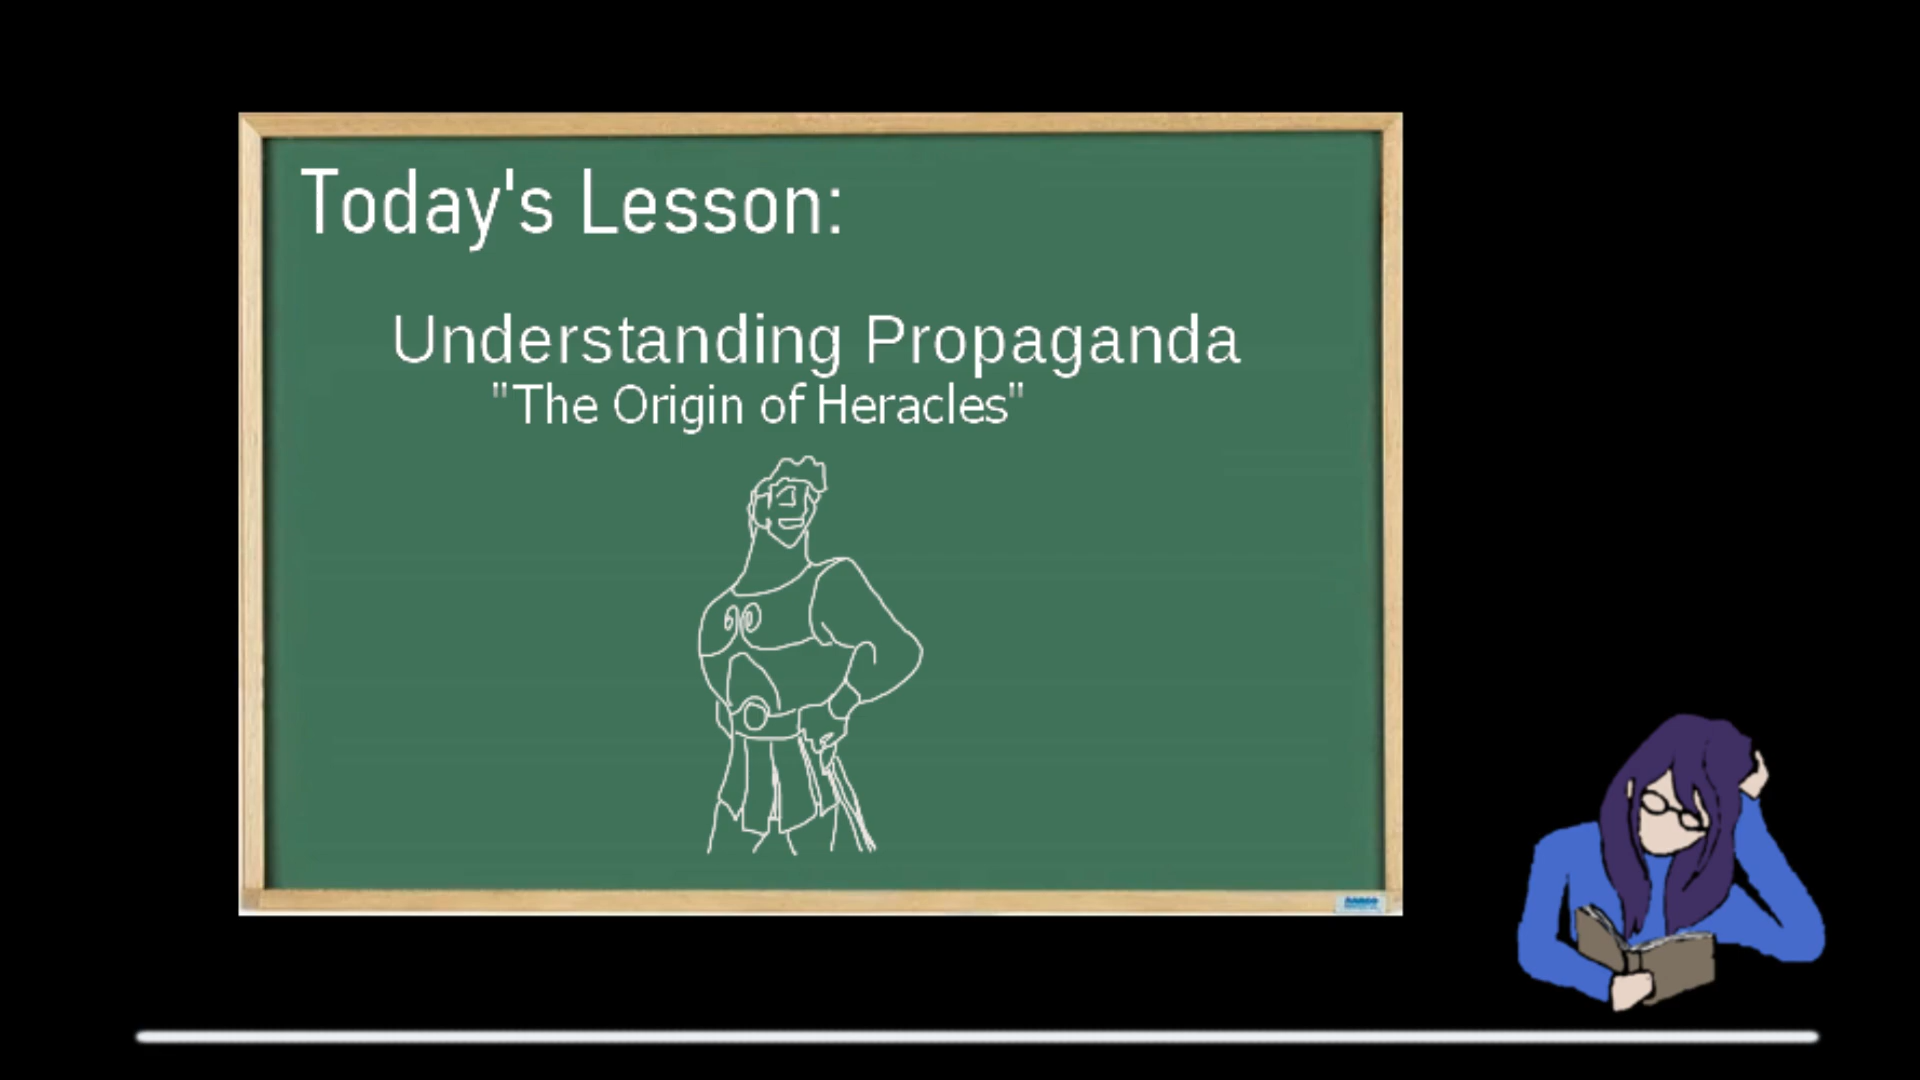 Today's Lesson:
Understanding Propaganda
"The Origin of Heracles"